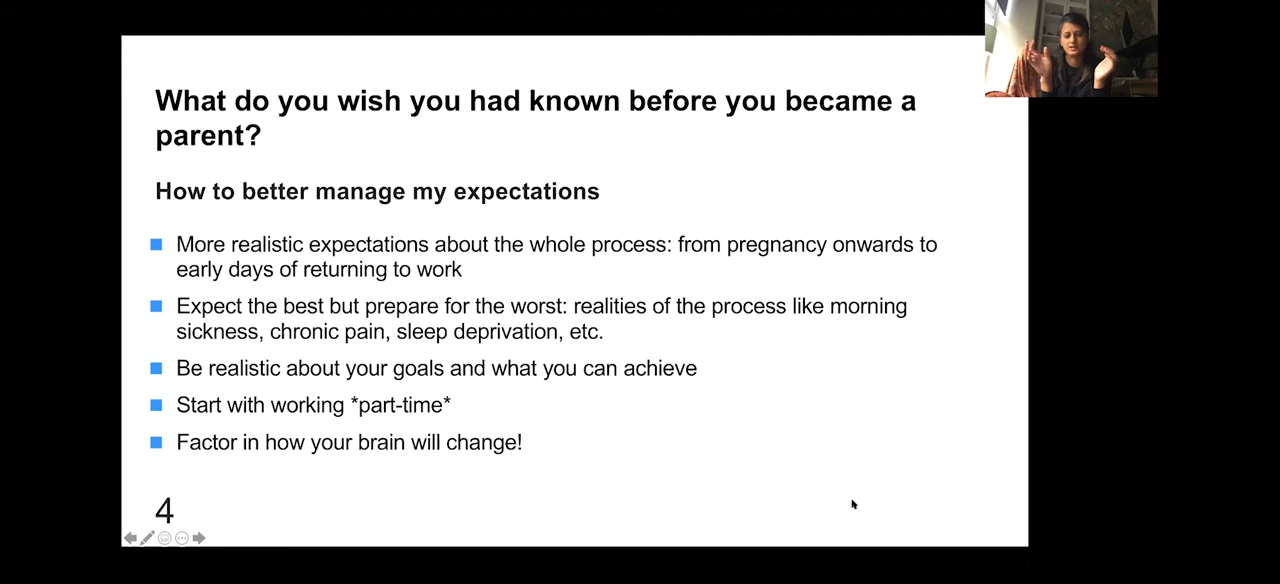 What do you wish you had known before you became a
parent?
How to better manage my expectations
More realistic expectations about the whole process: from pregnancy onwards to
early days of returning to work
Expect the best but prepare for the worst: realities of the process like morning
sickness, chronic pain, sleep deprivation, etc.
Be realistic about your goals and what you can achieve
Start with working *part-time*
Factor in how your brain will change!
4